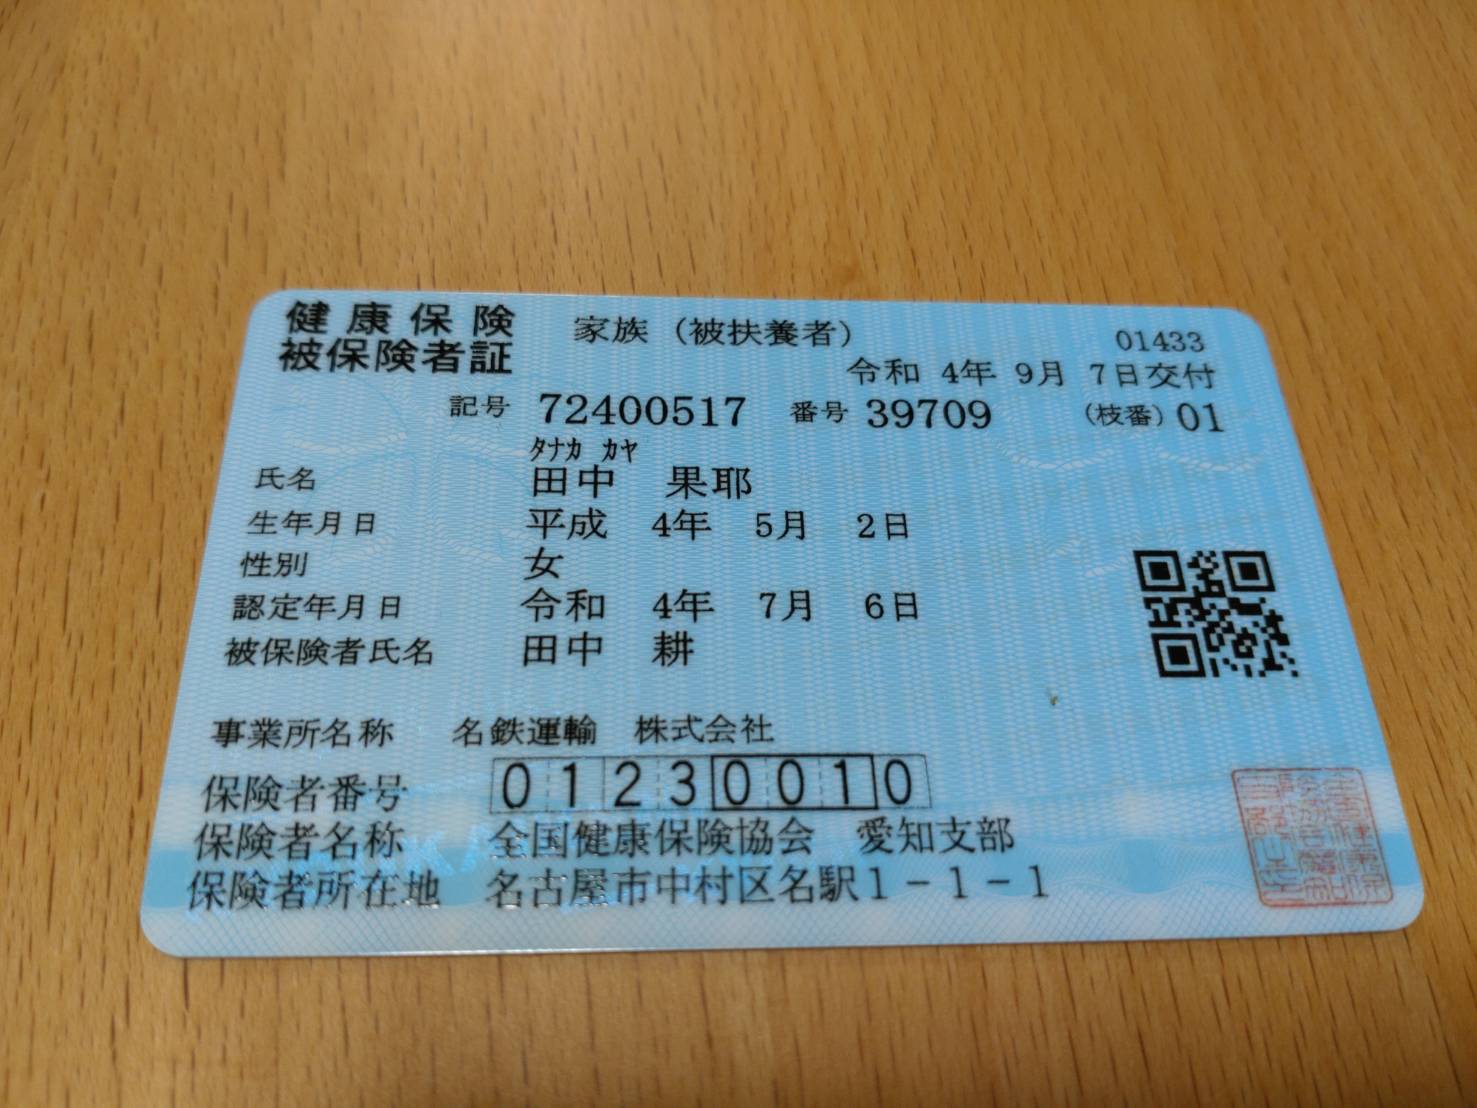 健康保険 家族（被扶養者） 01433
被保険者証 令和 4年 9月 7日交付
記号 72400517 番号 39709 （枝番）01
ﾀﾅｶ ｶﾔ
氏名 田中 果耶
生年月日 平成 4年 5月 2日
性別 女
認定年月日 令和 4年 7月 6日
被保険者氏名 田中 耕
事業所名称 名鉄運輸 株式会社
保険者番号 01230010
保険者名称 全国健康保険協会 愛知支部
保険者所在地 名古屋市中村区名駅1－1－1